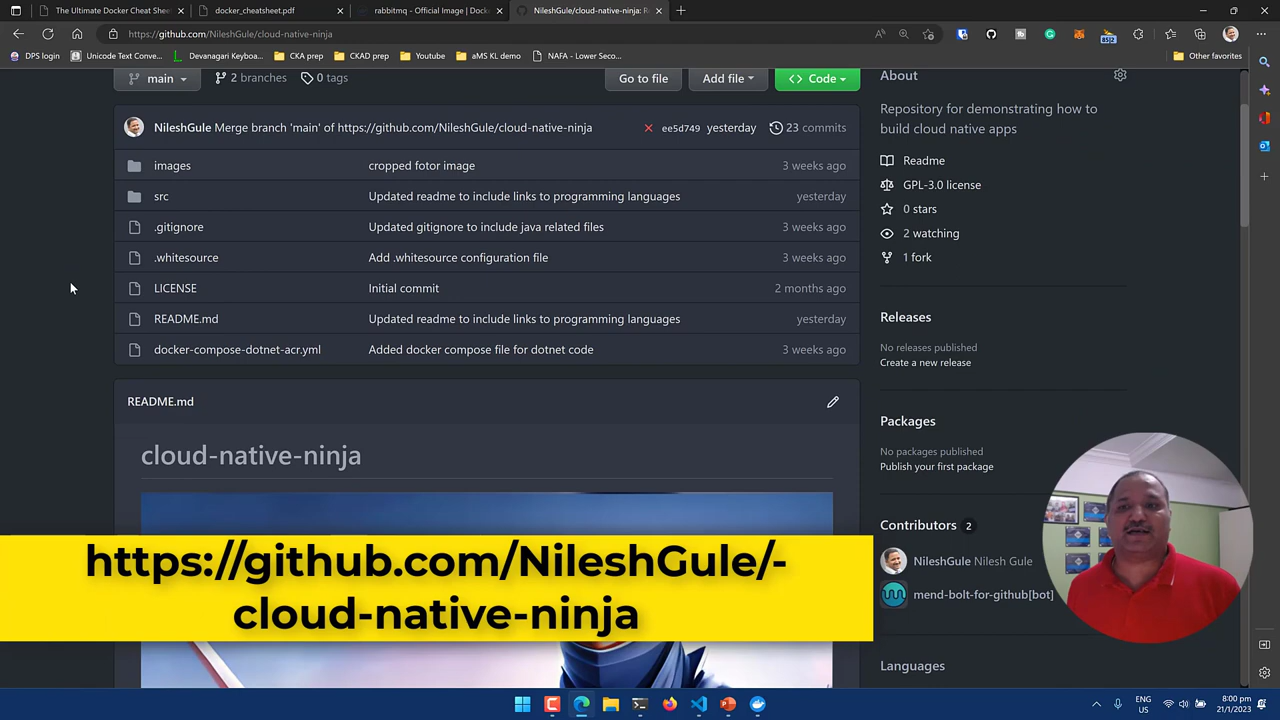 The Ultimate Docker Cheat Sheet
docker_cheatsheet.pdf
rabbitmq - Official Image | Docke
NileshGule/cloud-native-ninja: Re
https://github.com/NileshGule/cloud-native-ninja
DPS login
Unicode Text Conve...
Devanagari Keyboa...
CKA prep
CKAD prep
Youtube
aMS KL demo
NAFA - Lower Seco...
Other favorites
main
2 branches
0 tags
Go to file
Add file
<> Code
About
Repository for demonstrating how to
build cloud native apps
NileshGule Merge branch 'main' of https://github.com/NileshGule/cloud-native-ninja
ee5d749 yesterday
23 commits
images cropped fotor image 3 weeks ago
src Updated readme to include links to programming languages yesterday
.gitignore Updated gitignore to include java related files 3 weeks ago
.whitesource Add .whitesource configuration file 3 weeks ago
LICENSE Initial commit 2 months ago
README.md Updated readme to include links to programming languages yesterday
docker-compose-dotnet-acr.yml Added docker compose file for dotnet code 3 weeks ago
Readme
GPL-3.0 license
0 stars
2 watching
1 fork
Releases
No releases published
Create a new release
Packages
No packages published
Publish your first package
Contributors 2
NileshGule Nilesh Gule
mend-bolt-for-github[bot]
Languages
README.md
cloud-native-ninja
https://github.com/NileshGule/-
cloud-native-ninja
ENG
US
8:00 pm
21/1/2023